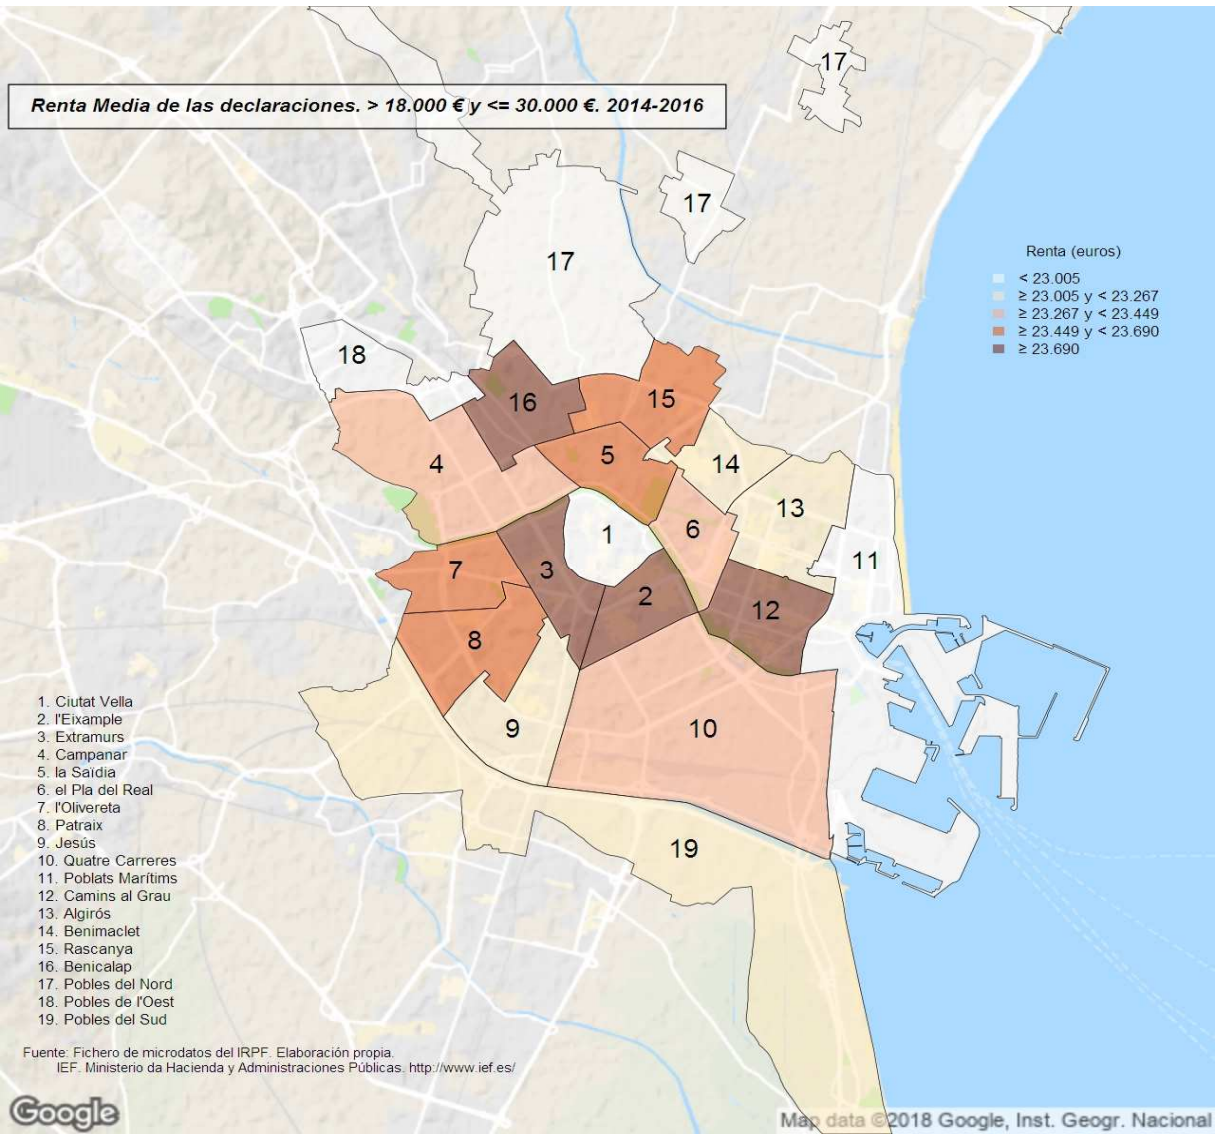 17
Renta Media de las declaraciones. > 18.000 € y <= 30.000 €. 2014-2016
17
17
Renta (euros)
< 23.005
≥ 23.005 y < 23.267
≥ 23.267 y < 23.449
≥ 23.449 y < 23.690
≥ 23.690
18
16
15
4
5
14
13
6
1
11
7
3
2
12
8
9
10
19
1. Ciutat Vella
2. l'Eixample
3. Extramurs
4. Campanar
5. la Saïdia
6. el Pla del Real
7. l'Olivereta
8. Patraix
9. Jesús
10. Quatre Carreres
11. Poblats Marítims
12. Camins al Grau
13. Algirós
14. Benimaclet
15. Rascanya
16. Benicalap
17. Pobles del Nord
18. Pobles de l'Oest
19. Pobles del Sud
Fuente: Fichero de microdatos del IRPF. Elaboración propia.
IEF. Ministerio da Hacienda y Administraciones Públicas. http://www.ief.es/
Google
Map data ©2018 Google, Inst. Geogr. Nacional